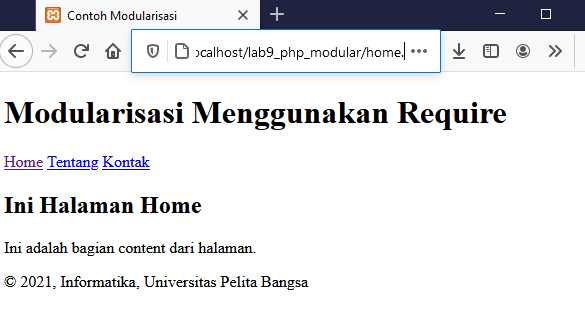 Contoh Modularisasi
ocalhost/lab9_php_modular/home.
Modularisasi Menggunakan Require
Home Tentang Kontak
Ini Halaman Home
Ini adalah bagian content dari halaman.
© 2021, Informatika, Universitas Pelita Bangsa